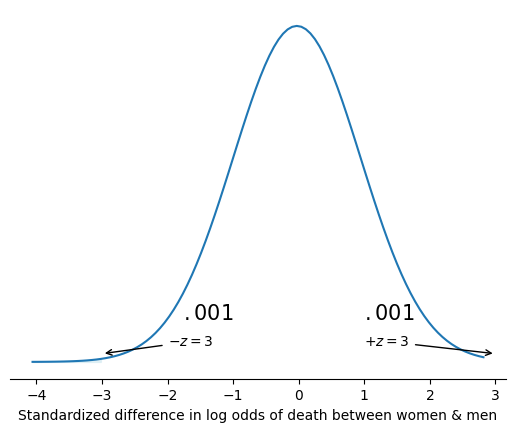 .001 .001
−z = 3 +z = 3
−4 −3 −2 −1 0 1 2 3
Standardized difference in log odds of death between women & men